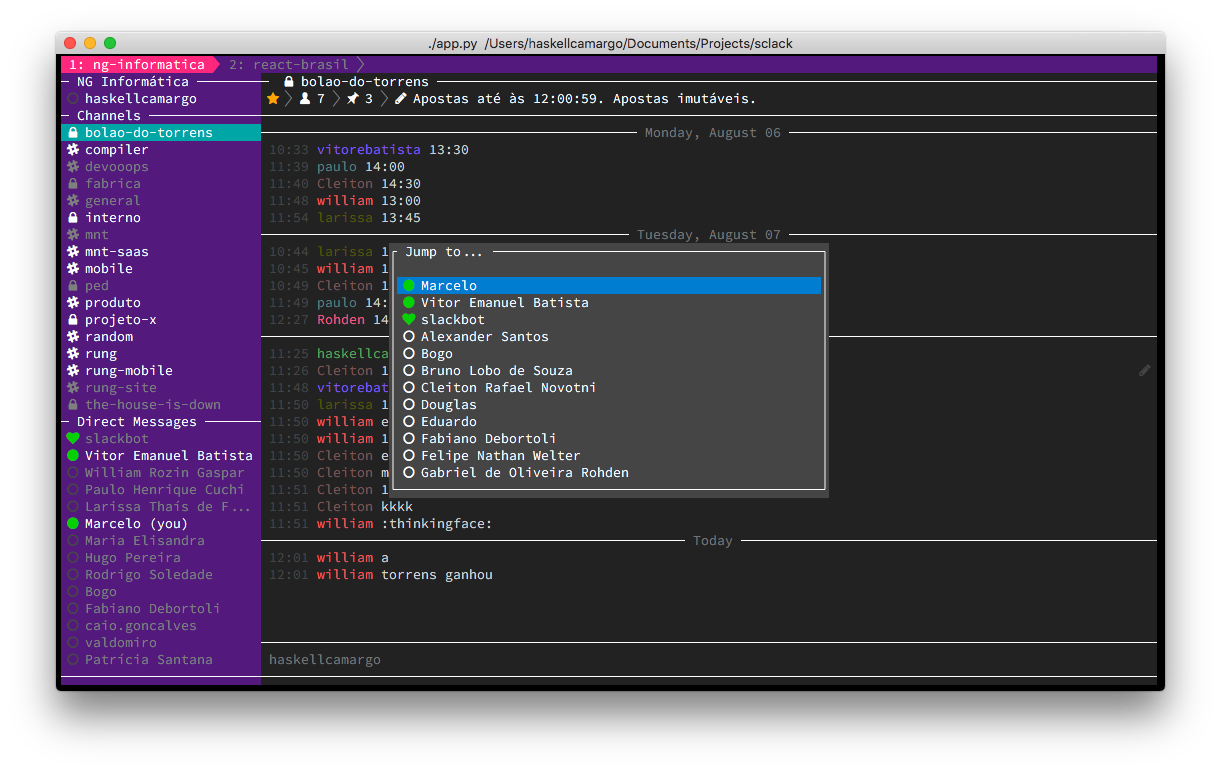 ./app.py /Users/haskellcamargo/Documents/Projects/sclack
1: ng-informatica 2: react-brasil
NG Informática
haskellcamargo
Channels
bolao-do-torrens
compiler
devooops
fabrica
general
interno
mnt
mnt-saas
mobile
ped
produto
projeto-x
random
rung
rung-mobile
rung-site
the-house-is-down
Direct Messages
slackbot
Vitor Emanuel Batista
William Rozin Gaspar
Paulo Henrique Cuchi
Larissa Thaís de F...
Marcelo (you)
Maria Elisandra
Hugo Pereira
Rodrigo Soledade
Bogo
Fabiano Debortoli
caio.goncalves
valdomiro
Patrícia Santana
bolao-do-torrens
7 3 Apostas até às 12:00:59. Apostas imutáveis.
Monday, August 06
10:33 vitorebatista 13:30
11:39 paulo 14:00
11:40 Cleiton 14:30
11:48 william 13:00
11:54 larissa 13:45
Tuesday, August 07
10:44 larissa 1
10:45 william 1
10:49 Cleiton 1
11:49 paulo 14:
12:27 Rohden 14
11:25 haskellca
11:26 Cleiton 1
11:48 vitorebat
11:50 larissa 1
11:50 william e
11:50 william 1
11:50 Cleiton e
11:50 Cleiton m
11:51 Cleiton 1
11:51 Cleiton kkkk
11:51 william :thinkingface:
Today
12:01 william a
12:01 william torrens ganhou
haskellcamargo
Jump to...
Marcelo
Vitor Emanuel Batista
slackbot
Alexander Santos
Bogo
Bruno Lobo de Souza
Cleiton Rafael Novotni
Douglas
Eduardo
Fabiano Debortoli
Felipe Nathan Welter
Gabriel de Oliveira Rohden